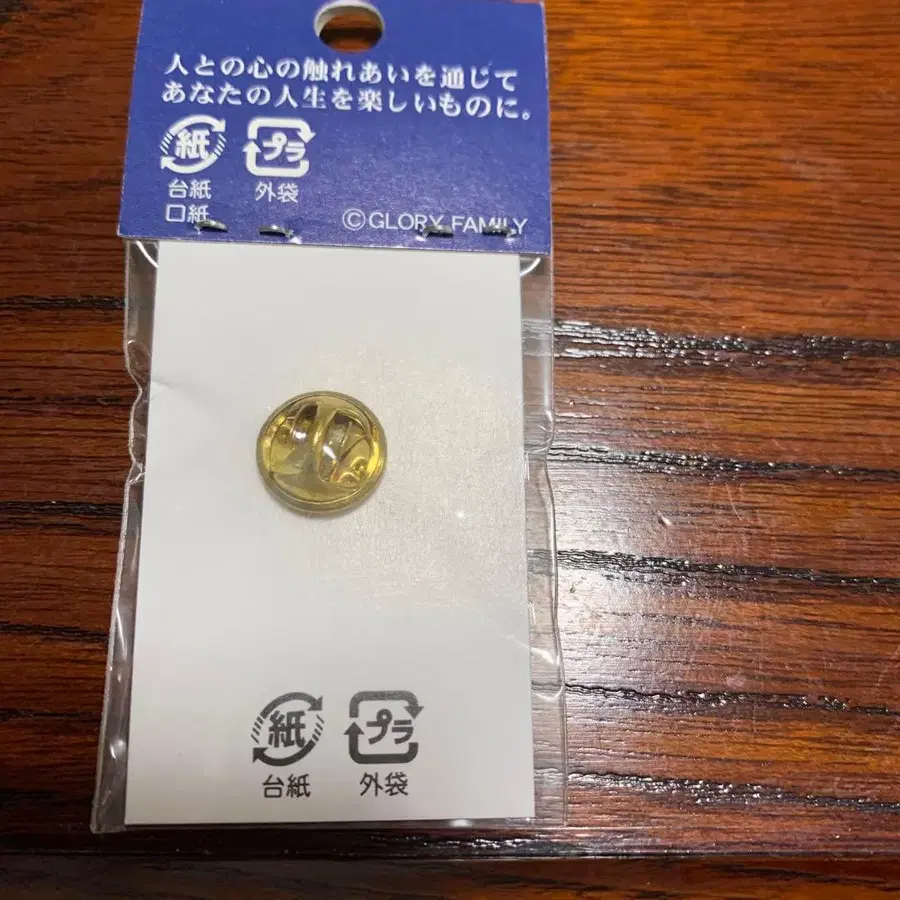 人との心の触れあいを通じて
あなたの人生を楽しいものに。
紙 プラ
台紙 外袋
口紙
©GLORY FAMILY
紙 プラ
台紙 外袋